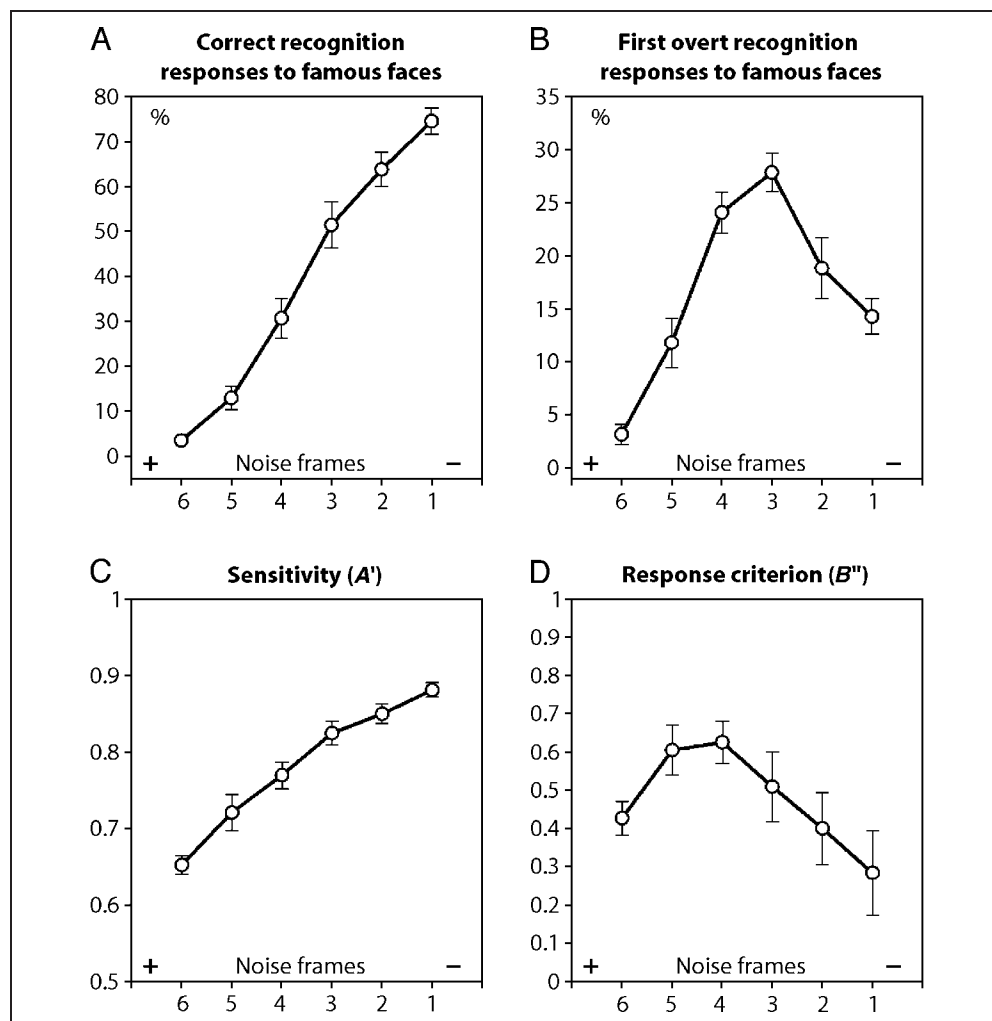 A
Correct recognition
responses to famous faces
80
70
60
50
40
30
20
10
0
%
+ Noise frames −
6 5 4 3 2 1
B
First overt recognition
responses to famous faces
35
30
25
20
15
10
5
0
%
+ Noise frames −
6 5 4 3 2 1
C
Sensitivity (A')
1
0.9
0.8
0.7
0.6
0.5
+ Noise frames −
6 5 4 3 2 1
D
Response criterion (B")
1
0.9
0.8
0.7
0.6
0.5
0.4
0.3
0.2
0.1
0
+ Noise frames −
6 5 4 3 2 1